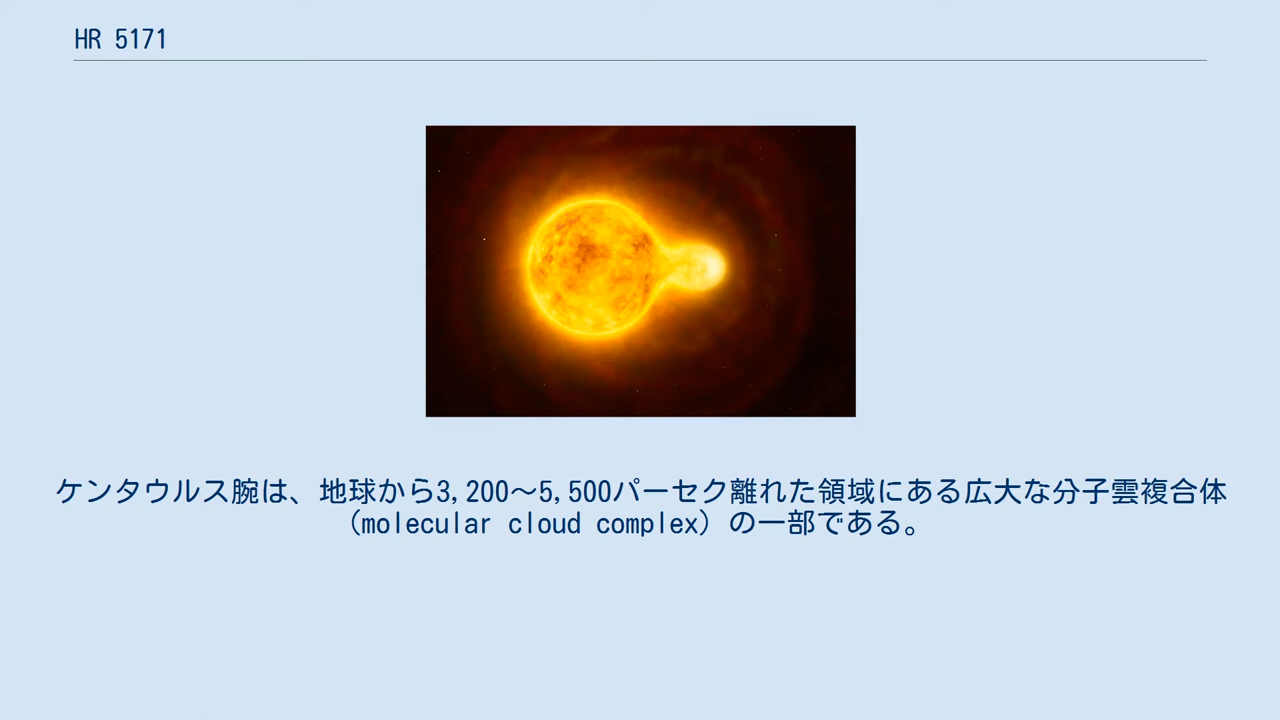 HR 5171
ケンタウルス腕は、地球から3,200～5,500パーセク離れた領域にある広大な分子雲複合体
（molecular cloud complex）の一部である。